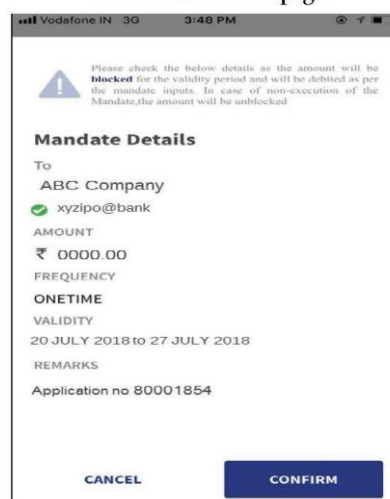 Vodafone IN 3G 3:48 PM
Please check the below details as the amount will be
blocked for the validity period and will be debited as per
the mandate inputs. In case of non-execution of the
Mandate,the amount will be unblocked
Mandate Details
To
ABC Company
xyzipo@bank
AMOUNT
₹ 0000.00
FREQUENCY
ONETIME
VALIDITY
20 JULY 2018 to 27 JULY 2018
REMARKS
Application no 80001854
CANCEL CONFIRM